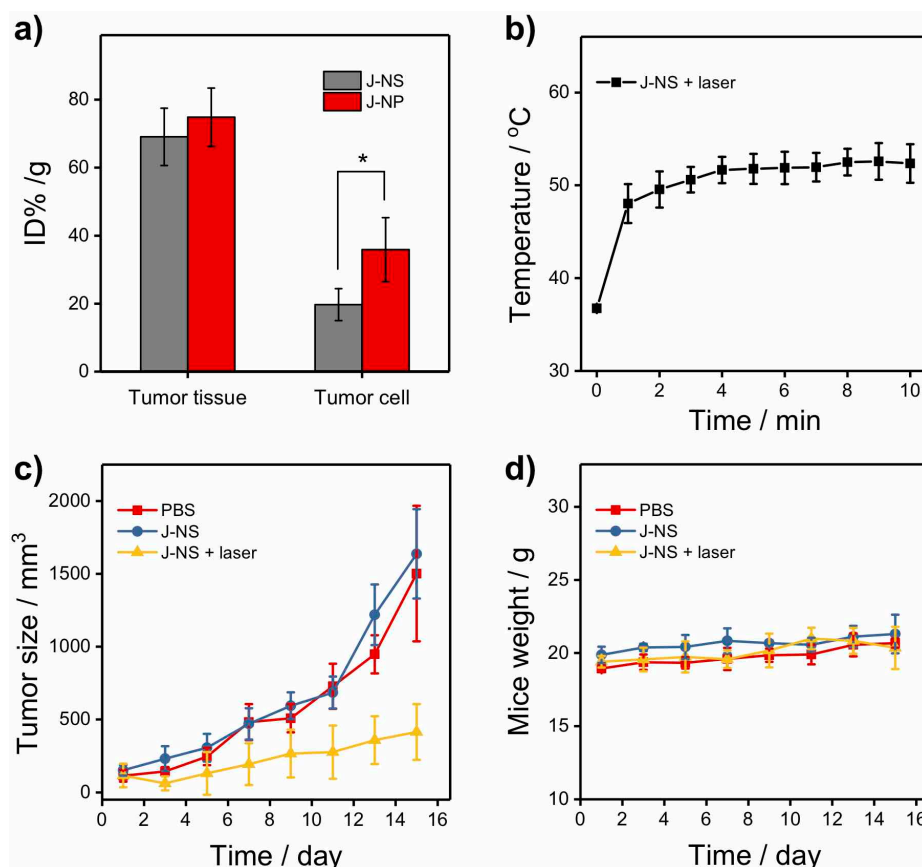 a)
J-NS
J-NP
*
ID% /g
0
20
40
60
80
Tumor tissue
Tumor cell
b)
J-NS + laser
Temperature / °C
30
40
50
60
0
2
4
6
8
10
Time / min
c)
PBS
J-NS
J-NS + laser
Tumor size / mm³
0
500
1000
1500
2000
0
2
4
6
8
10
12
14
16
Time / day
d)
PBS
J-NS
J-NS + laser
Mice weight / g
10
15
20
25
30
0
2
4
6
8
10
12
14
16
Time / day